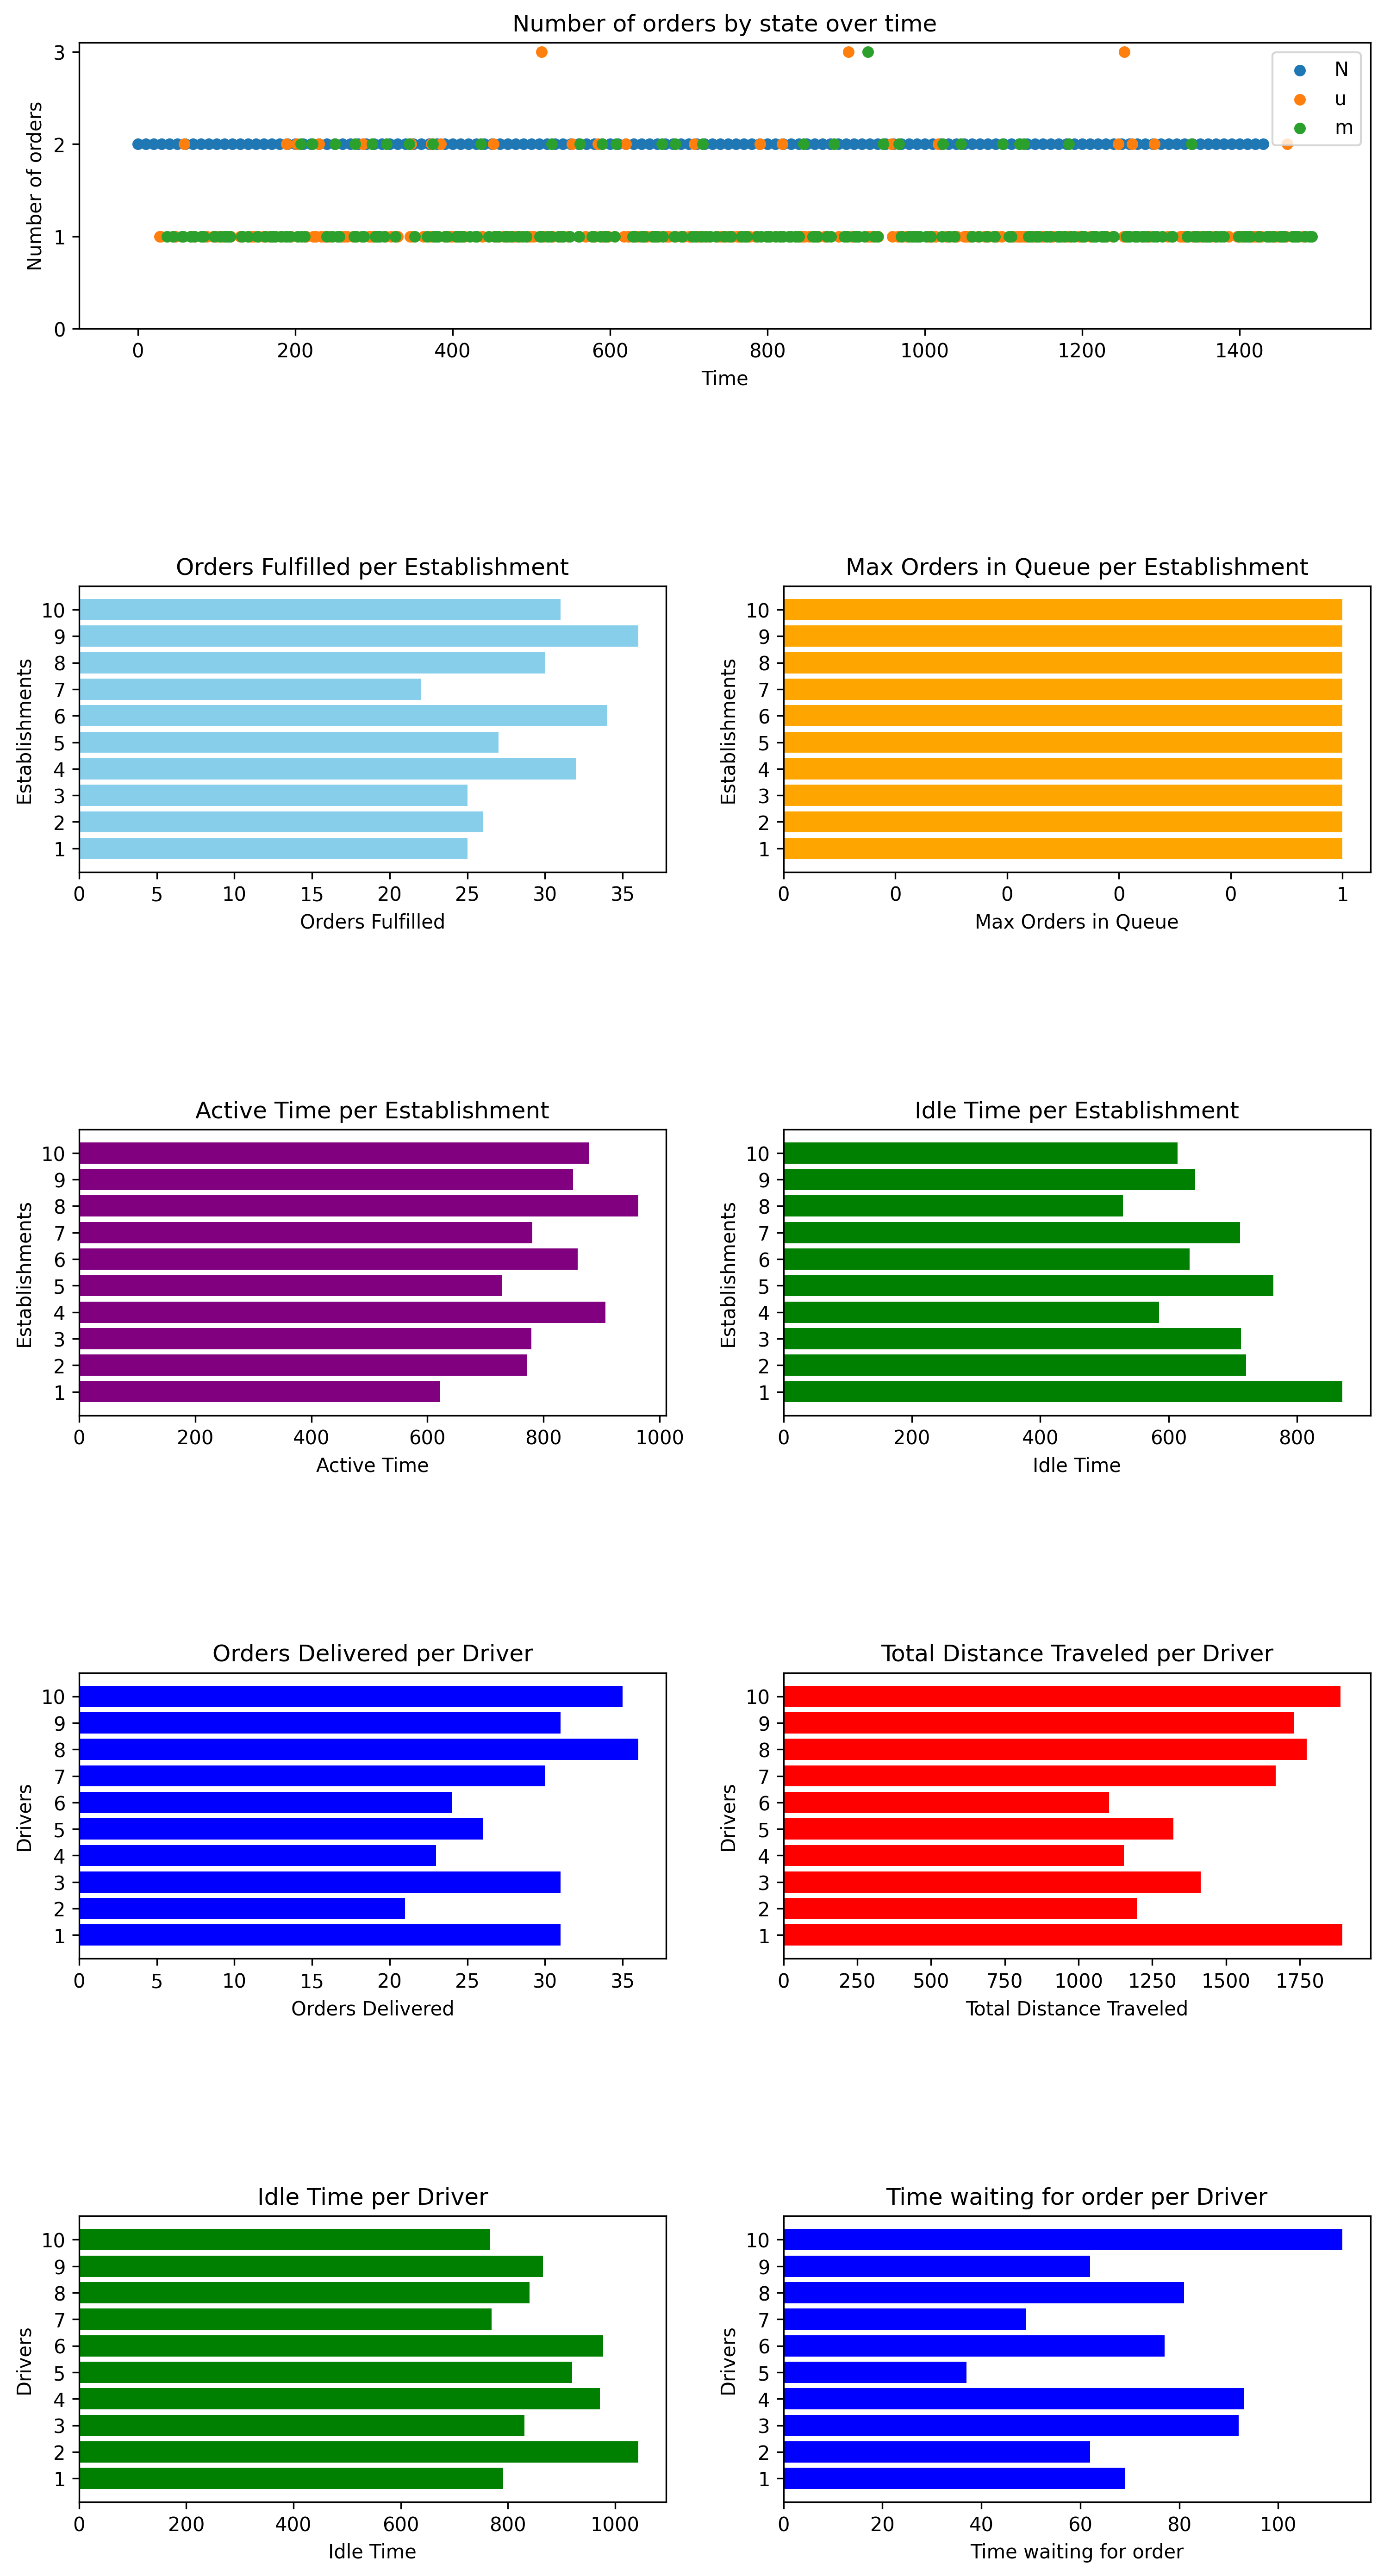 Number of orders by state over time
Number of orders
3
2
1
0
N
u
m
0 200 400 600 800 1000 1200 1400
Time
Orders Fulfilled per Establishment
Establishments
10
9
8
7
6
5
4
3
2
1
0 5 10 15 20 25 30 35
Orders Fulfilled
Max Orders in Queue per Establishment
Establishments
10
9
8
7
6
5
4
3
2
1
0 0 0 0 0 1
Max Orders in Queue
Active Time per Establishment
Establishments
10
9
8
7
6
5
4
3
2
1
0 200 400 600 800 1000
Active Time
Idle Time per Establishment
Establishments
10
9
8
7
6
5
4
3
2
1
0 200 400 600 800
Idle Time
Orders Delivered per Driver
Drivers
10
9
8
7
6
5
4
3
2
1
0 5 10 15 20 25 30 35
Orders Delivered
Total Distance Traveled per Driver
Drivers
10
9
8
7
6
5
4
3
2
1
0 250 500 750 1000 1250 1500 1750
Total Distance Traveled
Idle Time per Driver
Drivers
10
9
8
7
6
5
4
3
2
1
0 200 400 600 800 1000
Idle Time
Time waiting for order per Driver
Drivers
10
9
8
7
6
5
4
3
2
1
0 20 40 60 80 100
Time waiting for order